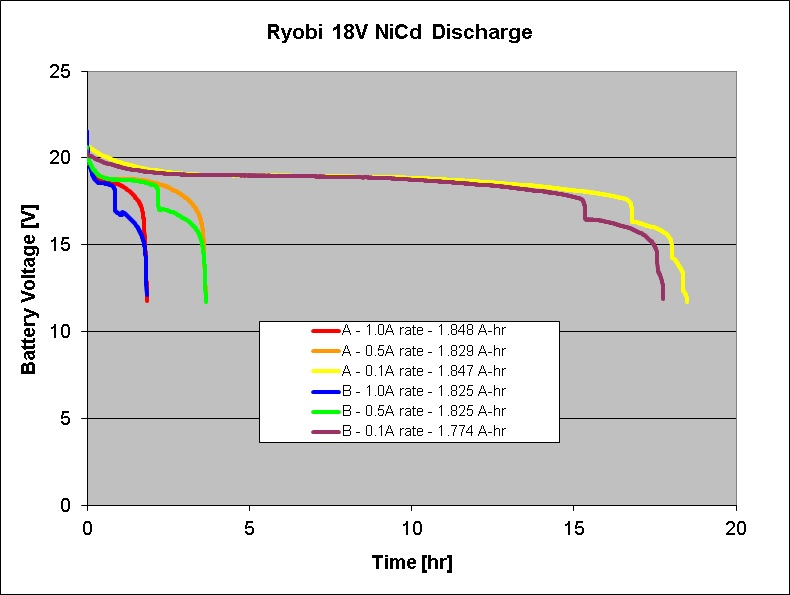 Ryobi 18V NiCd Discharge
25
20
15
10
5
0
Battery Voltage [V]
A - 1.0A rate - 1.848 A-hr
A - 0.5A rate - 1.829 A-hr
A - 0.1A rate - 1.847 A-hr
B - 1.0A rate - 1.825 A-hr
B - 0.5A rate - 1.825 A-hr
B - 0.1A rate - 1.774 A-hr
0 5 10 15 20
Time [hr]